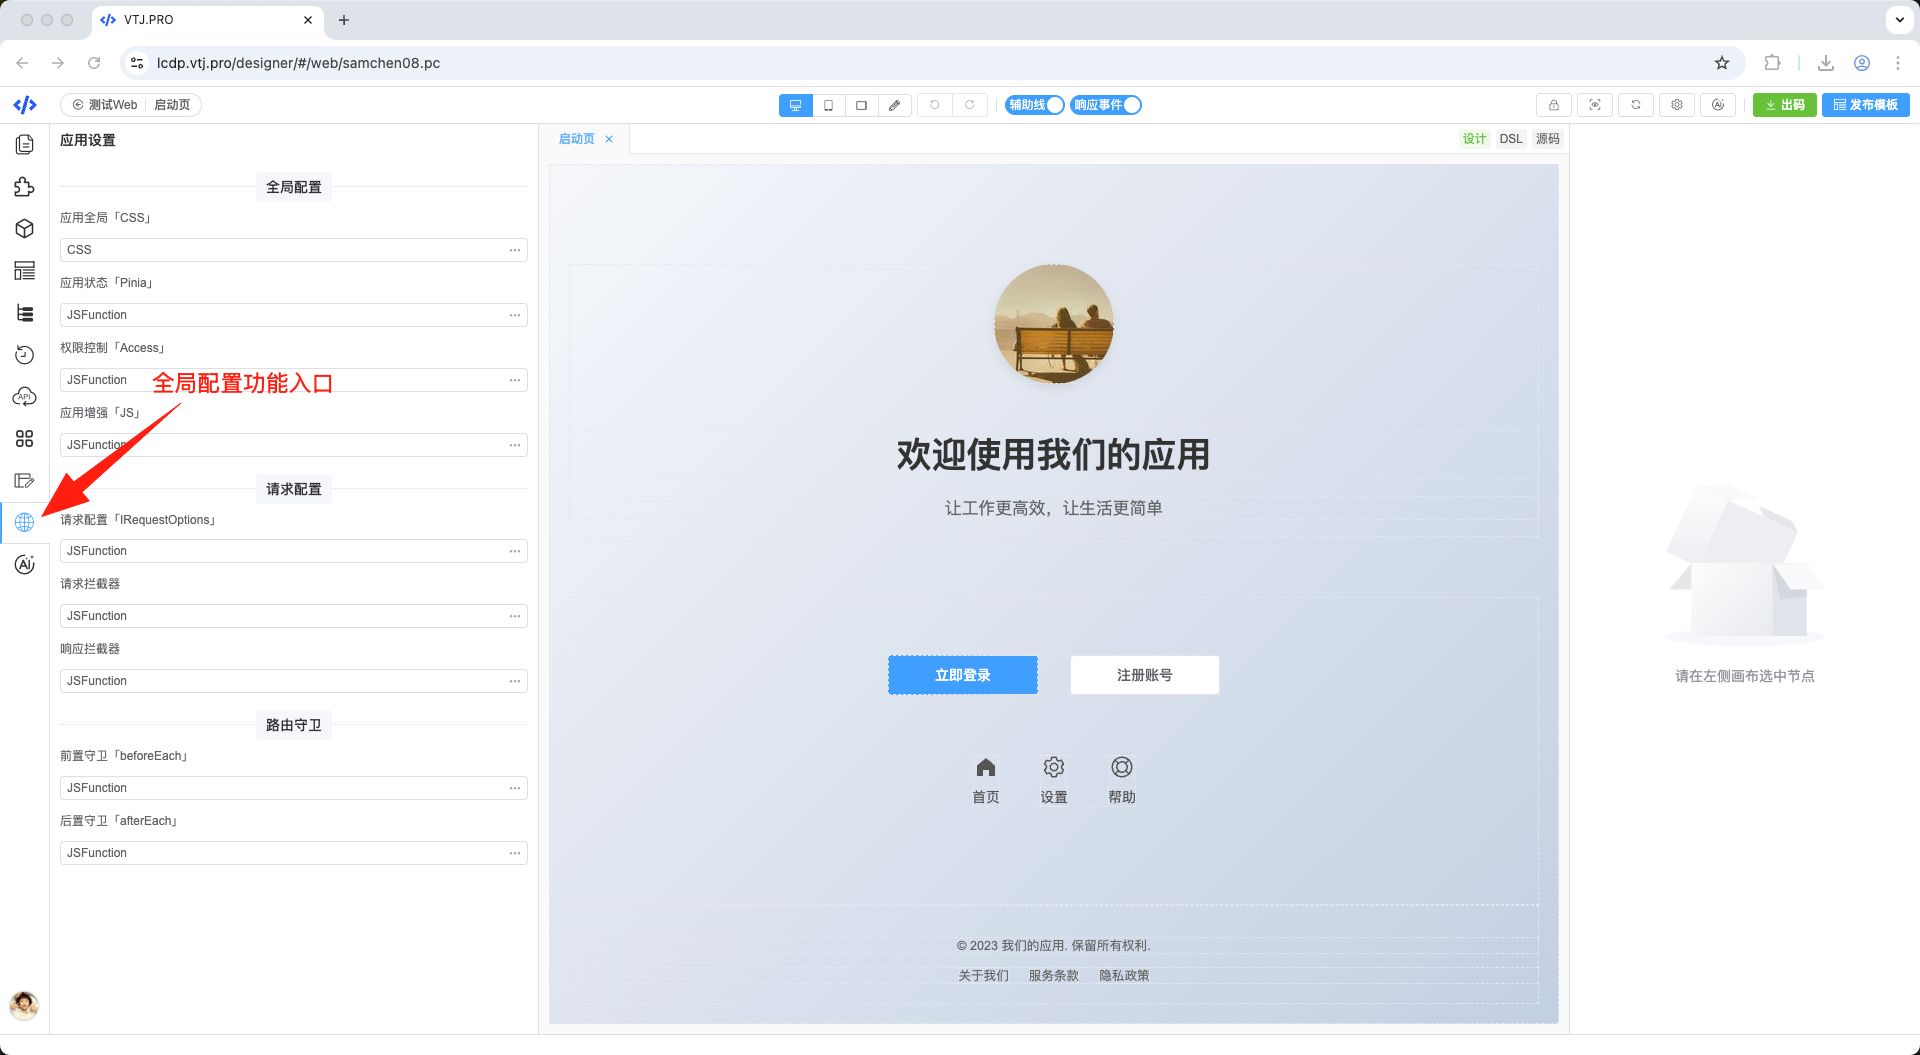 VTJ.PRO
lcdp.vtj.pro/designer/#/web/samchen08.pc
测试Web 启动页
辅助线 响应事件
出码 发布模板
应用设置
全局配置
应用全局「CSS」
CSS
应用状态「Pinia」
JSFunction
权限控制「Access」
JSFunction
全局配置功能入口
应用增强「JS」
JSFunction
请求配置
请求配置「IRequestOptions」
JSFunction
请求拦截器
JSFunction
响应拦截器
JSFunction
路由守卫
前置守卫「beforeEach」
JSFunction
后置守卫「afterEach」
JSFunction
API
AI
启动页
设计 DSL 源码
欢迎使用我们的应用
让工作更高效，让生活更简单
立即登录 注册账号
首页 设置 帮助
© 2023 我们的应用. 保留所有权利.
关于我们 服务条款 隐私政策
请在左侧画布选中节点